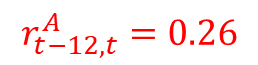 r^A_{t−12,t} = 0.26